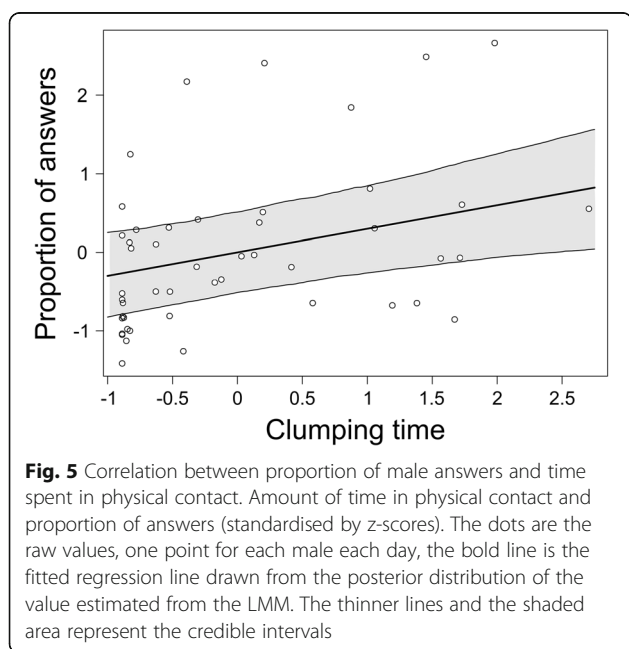 Proportion of answers
2
1
0
-1
-1
-0.5
0
0.5
1
1.5
2
2.5
Clumping time
Fig. 5 Correlation between proportion of male answers and time
spent in physical contact. Amount of time in physical contact and
proportion of answers (standardised by z-scores). The dots are the
raw values, one point for each male each day, the bold line is the
fitted regression line drawn from the posterior distribution of the
value estimated from the LMM. The thinner lines and the shaded
area represent the credible intervals